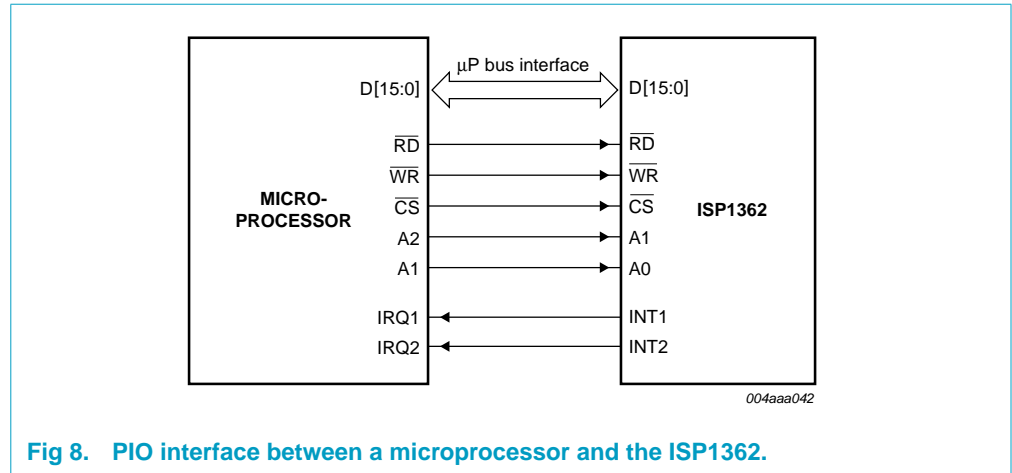 μP bus interface
D[15:0] D[15:0]
RD RD
WR WR
MICRO-
PROCESSOR
CS CS
ISP1362
A2 A1
A1 A0
IRQ1 INT1
IRQ2 INT2
004aaa042
Fig 8. PIO interface between a microprocessor and the ISP1362.